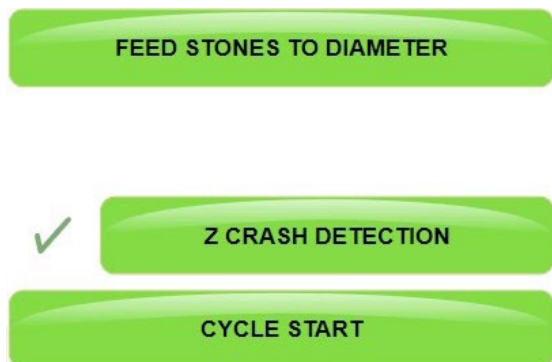 FEED STONES TO DIAMETER
Z CRASH DETECTION
CYCLE START